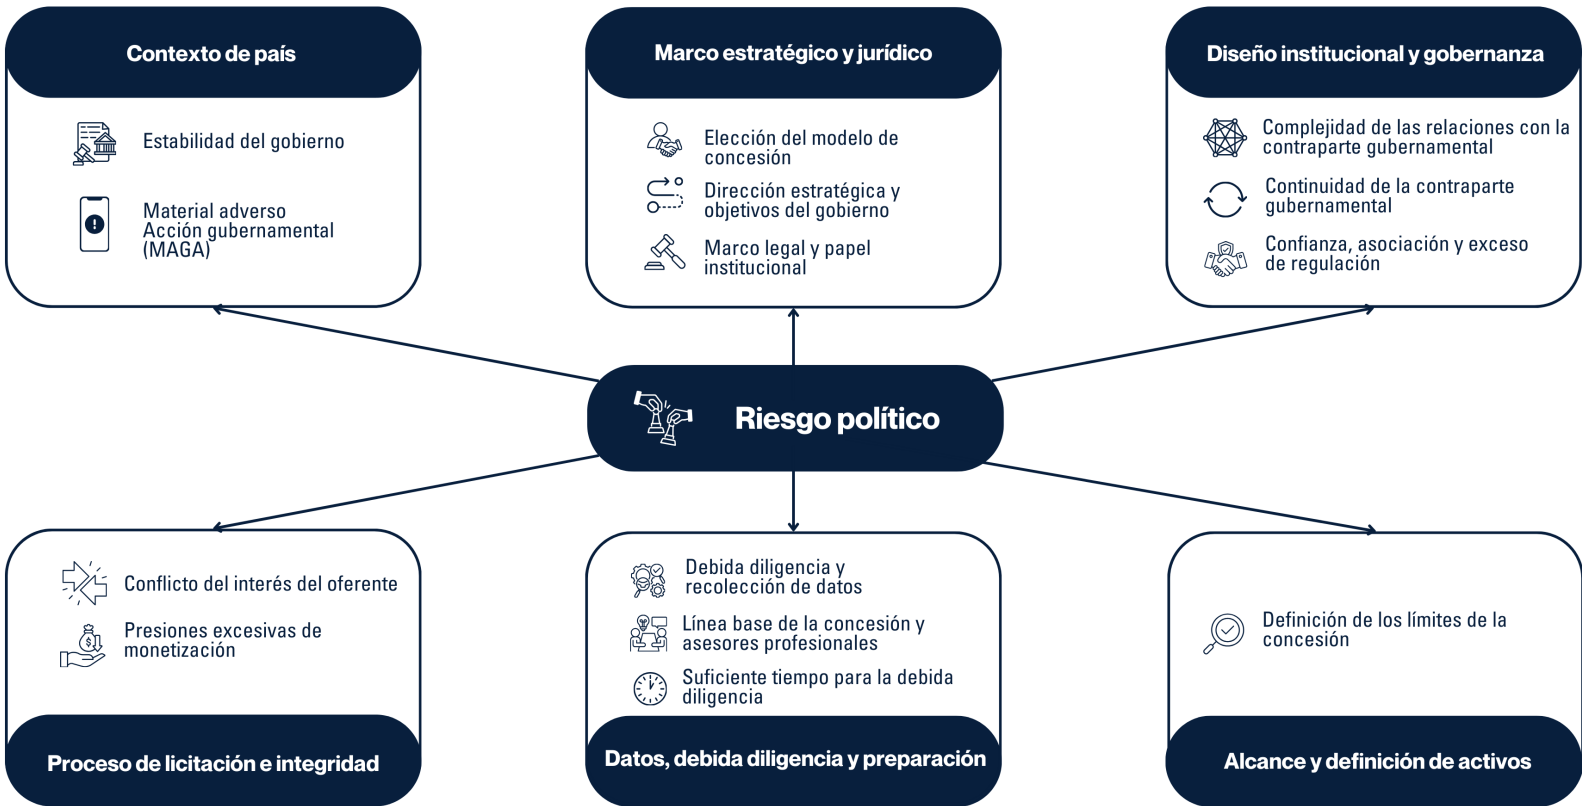 Contexto de país
Estabilidad del gobierno
Material adverso
Acción gubernamental
(MAGA)
Marco estratégico y jurídico
Elección del modelo de
concesión
Dirección estratégica y
objetivos del gobierno
Marco legal y papel
institucional
Diseño institucional y gobernanza
Complejidad de las relaciones con la
contraparte gubernamental
Continuidad de la contraparte
gubernamental
Confianza, asociación y exceso
de regulación
Riesgo político
Conflicto del interés del oferente
Presiones excesivas de
monetización
Proceso de licitación e integridad
Debida diligencia y
recolección de datos
Línea base de la concesión y
asesores profesionales
Suficiente tiempo para la debida
diligencia
Datos, debida diligencia y preparación
Definición de los límites de la
concesión
Alcance y definición de activos